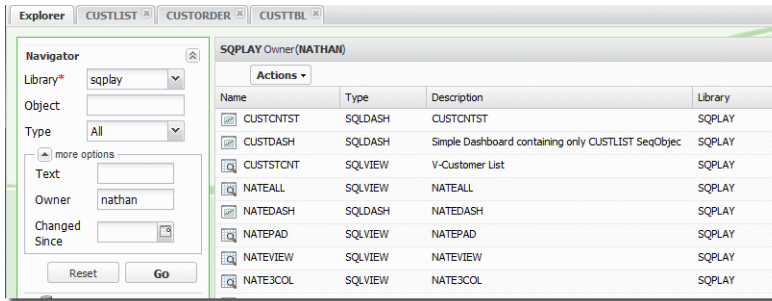 Explorer CUSTLIST CUSTORDER CUSTTBL
Navigator
Library* sqplay
Object
Type All
more options
Text
Owner nathan
Changed
Since
Reset Go
SQPLAY Owner(NATHAN)
Actions
Name Type Description Library
CUSTCNTST SQLDASH CUSTCNTST SQPLAY
CUSTDASH SQLDASH Simple Dashboard containing only CUSTLIST SeqObjec SQPLAY
CUSTSTCNT SQLVIEW V-Customer List SQPLAY
NATEALL SQLVIEW NATEALL SQPLAY
NATEDASH SQLDASH NATEDASH SQPLAY
NATEPAD SQLVIEW NATEPAD SQPLAY
NATEVIEW SQLVIEW NATEVIEW SQPLAY
NATE3COL SQLVIEW NATE3COL SQPLAY